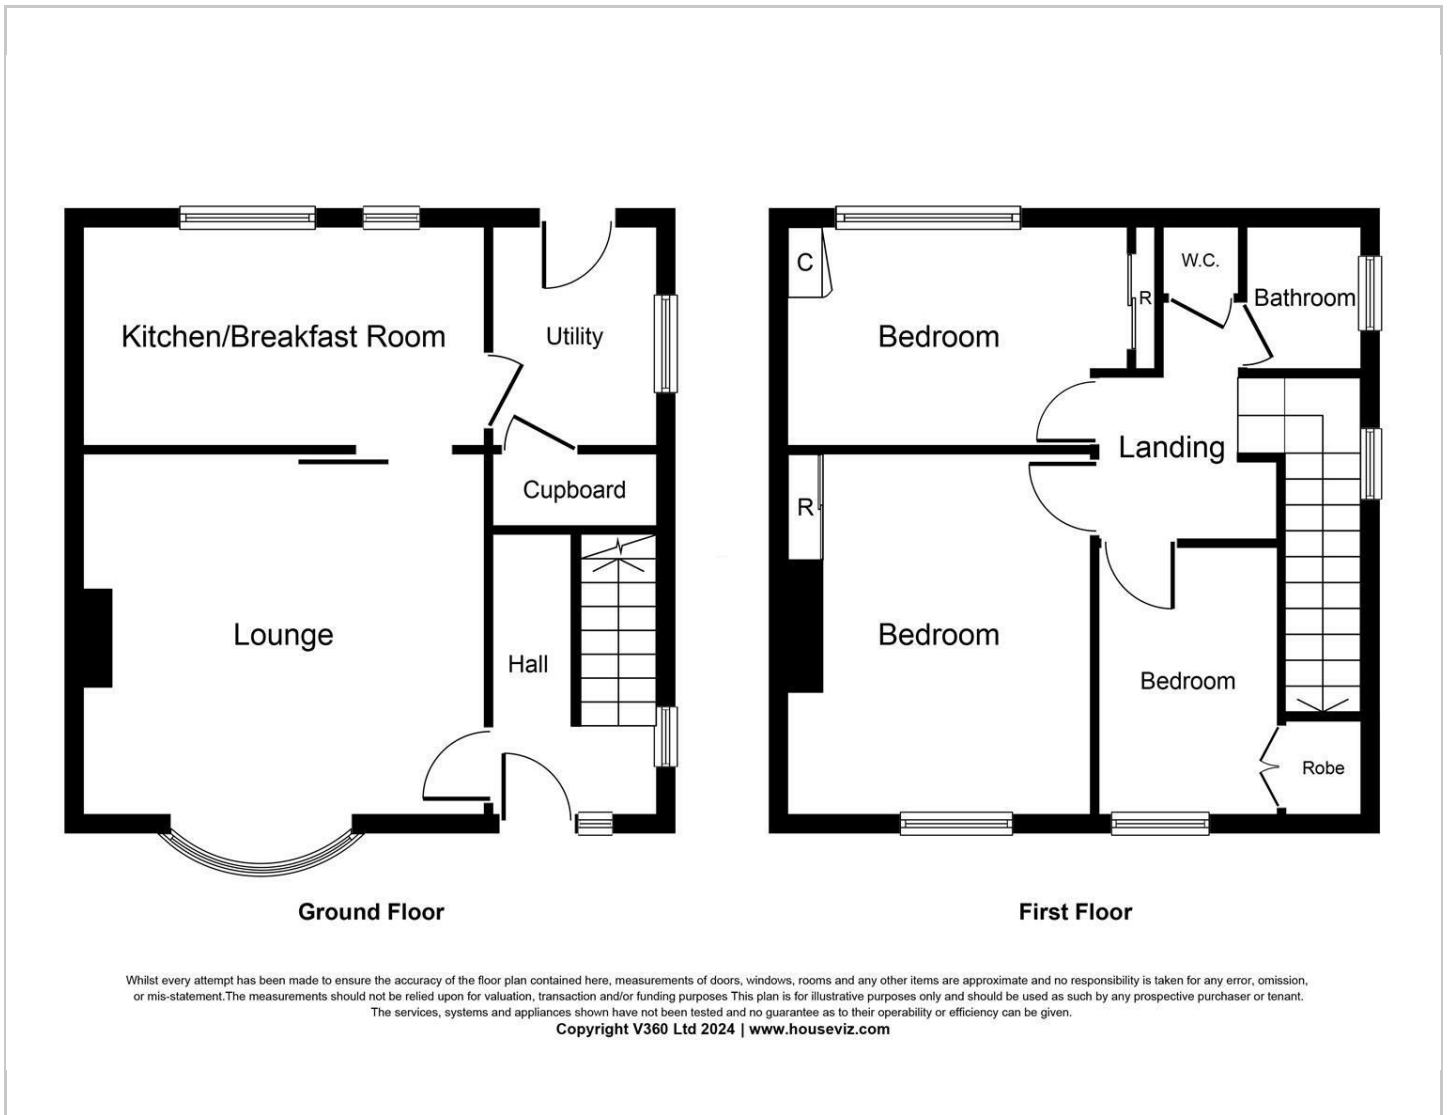 Kitchen/Breakfast Room
Utility
Cupboard
Lounge
Hall
Ground Floor
C
W.C.
R
Bathroom
Bedroom
Landing
R
Bedroom
Bedroom
Robe
First Floor
Whilst every attempt has been made to ensure the accuracy of the floor plan contained here, measurements of doors, windows, rooms and any other items are approximate and no responsibility is taken for any error, omission,
or mis-statement.The measurements should not be relied upon for valuation, transaction and/or funding purposes This plan is for illustrative purposes only and should be used as such by any prospective purchaser or tenant.
The services, systems and appliances shown have not been tested and no guarantee as to their operability or efficiency can be given.
Copyright V360 Ltd 2024 | www.houseviz.com